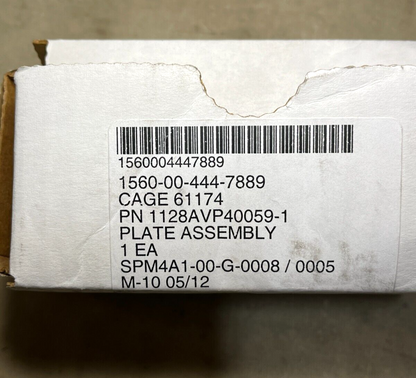 1560004447889
1560-00-444-7889
CAGE 61174
PN 1128AVP40059-1
PLATE ASSEMBLY
1 EA
SPM4A1-00-G-0008 / 0005
M-10 05/12